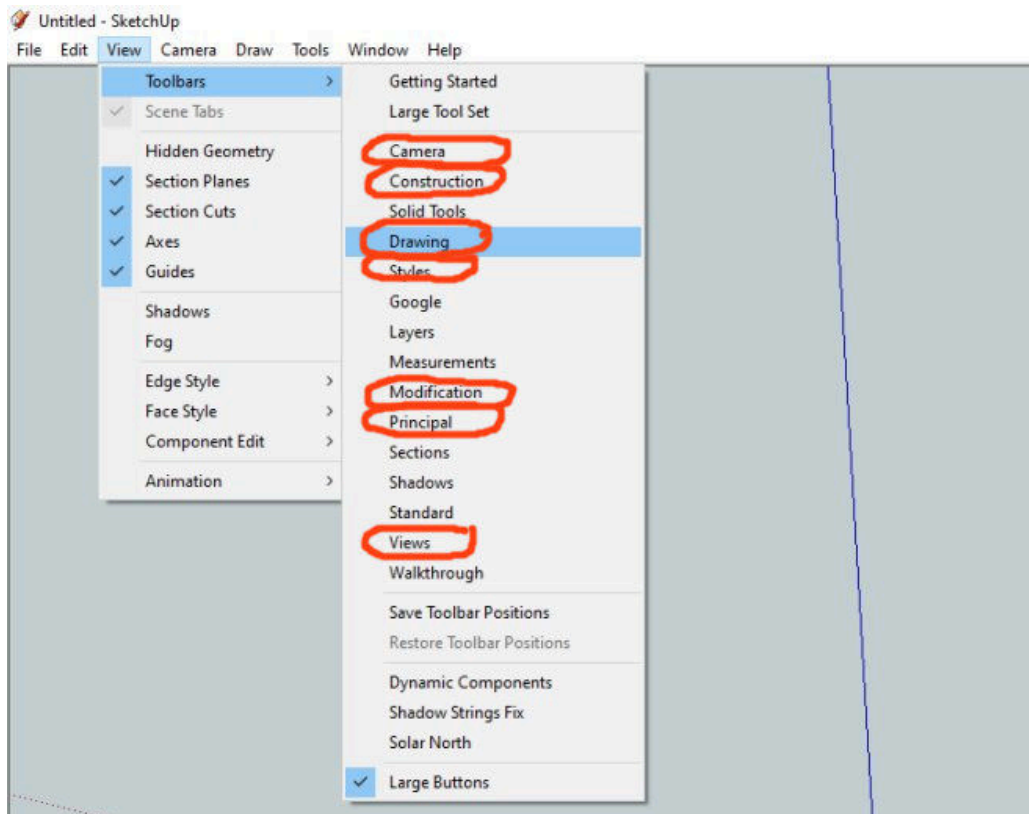 Untitled - SketchUp
File Edit View Camera Draw Tools Window Help
Toolbars
Scene Tabs
Hidden Geometry
Section Planes
Section Cuts
Axes
Guides
Shadows
Fog
Edge Style
Face Style
Component Edit
Animation
Getting Started
Large Tool Set
Camera
Construction
Solid Tools
Drawing
Styles
Google
Layers
Measurements
Modification
Principal
Sections
Shadows
Standard
Views
Walkthrough
Save Toolbar Positions
Restore Toolbar Positions
Dynamic Components
Shadow Strings Fix
Solar North
Large Buttons